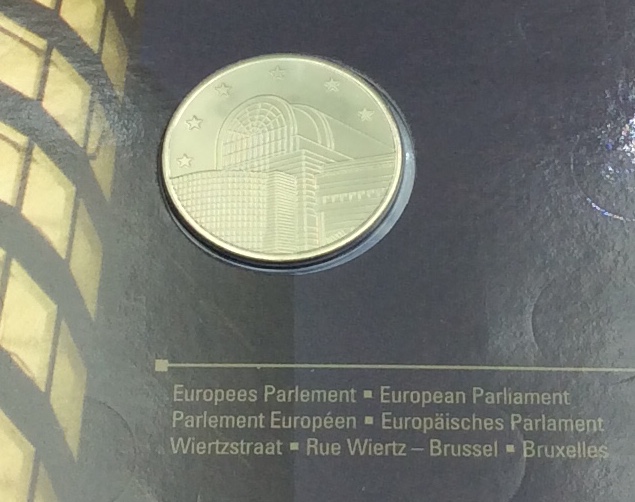 Europees Parlement ▪ European Parliament
Parlement Européen ▪ Europäisches Parlament
Wiertzstraat ▪ Rue Wiertz – Brussel ▪ Bruxelles